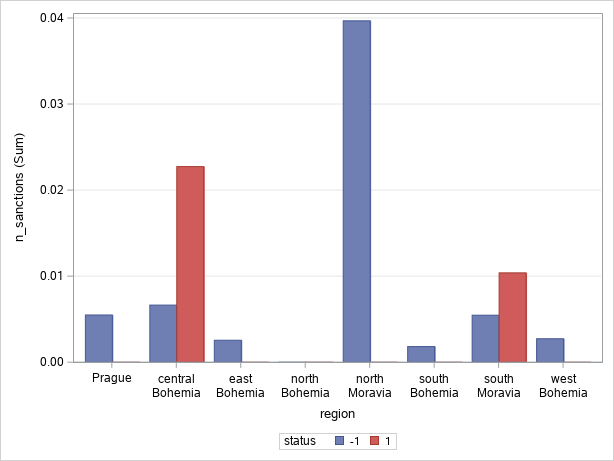 n_sanctions (Sum)
0.04
0.03
0.02
0.01
0.00
Prague
central
Bohemia
east
Bohemia
north
Bohemia
north
Moravia
south
Bohemia
south
Moravia
west
Bohemia
region
status -1 1